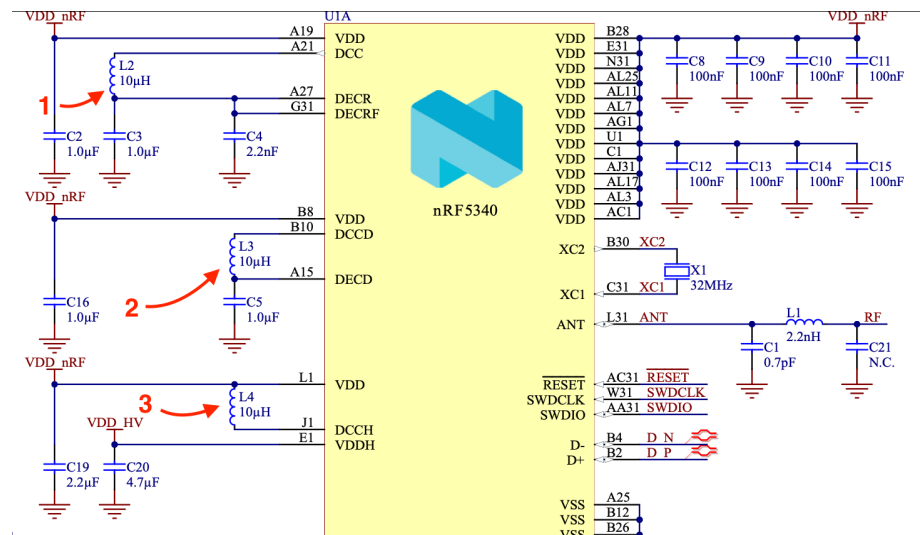 VDD_nRF
U1A
VDD_nRF
A19
VDD
VDD
B28
A21
DCC
VDD
E31
VDD
N31
L2
10µH
VDD
AL25
C8
100nF
C9
100nF
C10
100nF
C11
100nF
1
A27
DECR
VDD
AL11
G31
DECRF
VDD
AL7
VDD
AG1
C2
1.0µF
C3
1.0µF
C4
2.2nF
VDD
U1
VDD
C1
VDD
AJ31
C12
100nF
C13
100nF
C14
100nF
C15
100nF
VDD
AL17
VDD_nRF
VDD
AL3
nRF5340
B8
VDD
VDD
AC1
B10
DCCD
L3
10µH
XC2
B30
XC2
A15
DECD
X1
32MHz
2
XC1
C31
XC1
C16
1.0µF
C5
1.0µF
ANT
L31
ANT
L1
2.2nH
RF
C1
0.7pF
C21
N.C.
VDD_nRF
L1
VDD
RESET
AC31
RESET
3
L4
10µH
SWDCLK
W31
SWDCLK
SWDIO
AA31
SWDIO
VDD_HV
J1
DCCH
E1
VDDH
D-
B4
D_N
D+
B2
D_P
C19
2.2µF
C20
4.7µF
VSS
A25
VSS
B12
VSS
B26